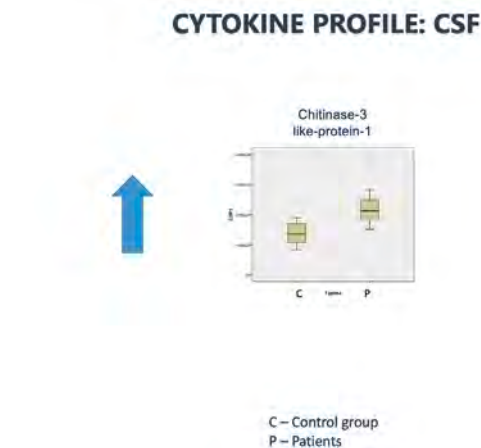 CYTOKINE PROFILE: CSF
Chitinase-3
like-protein-1
C
P
C – Control group
P – Patients